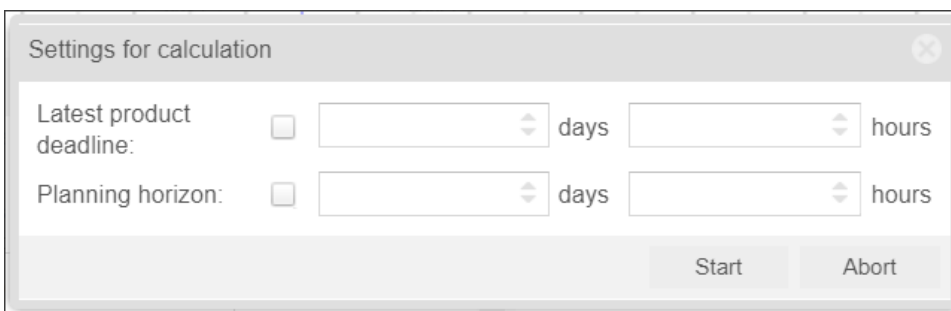 Settings for calculation
Latest product
deadline:
days
hours
Planning horizon:
days
hours
Start
Abort